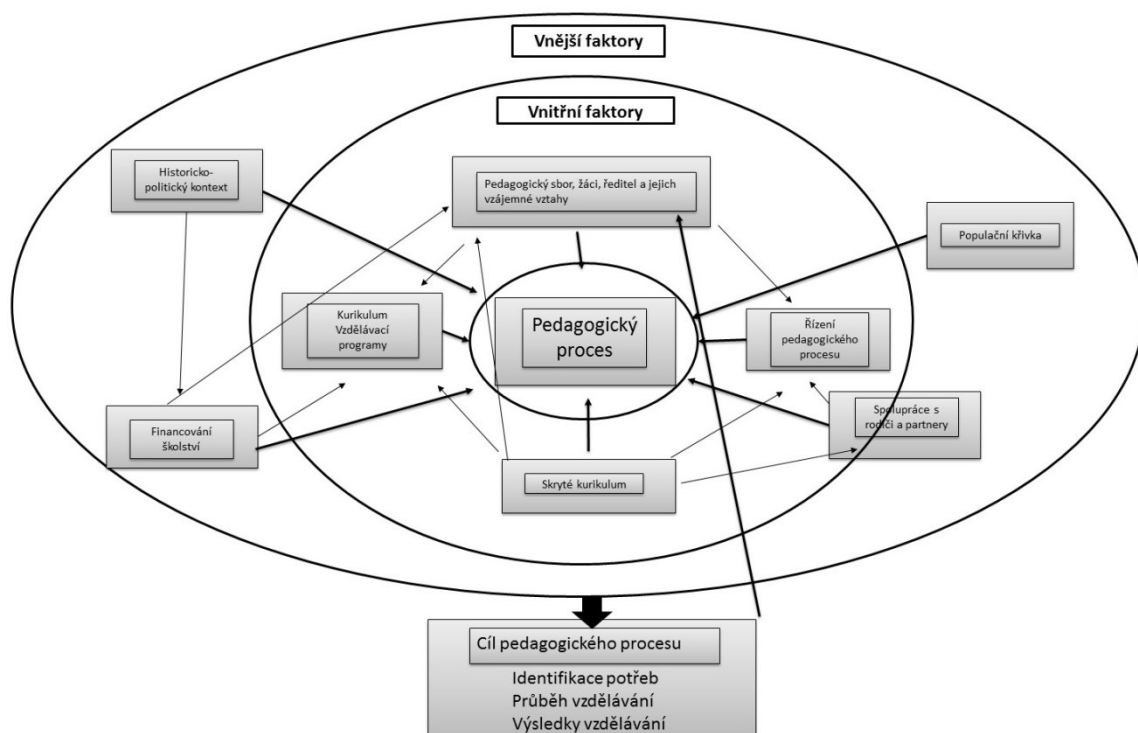 Vnější faktory
Vnitřní faktory
Historicko-
politický kontext
Pedagogický sbor, žáci, ředitel a jejich
vzájemné vztahy
Populační křivka
Kurikulum
Vzdělávací
programy
Pedagogický
proces
Řízení
pedagogického
procesu
Financování
školství
Spolupráce s
rodiči a partnery
Skryté kurikulum
Cíl pedagogického procesu
Identifikace potřeb
Průběh vzdělávání
Výsledky vzdělávání